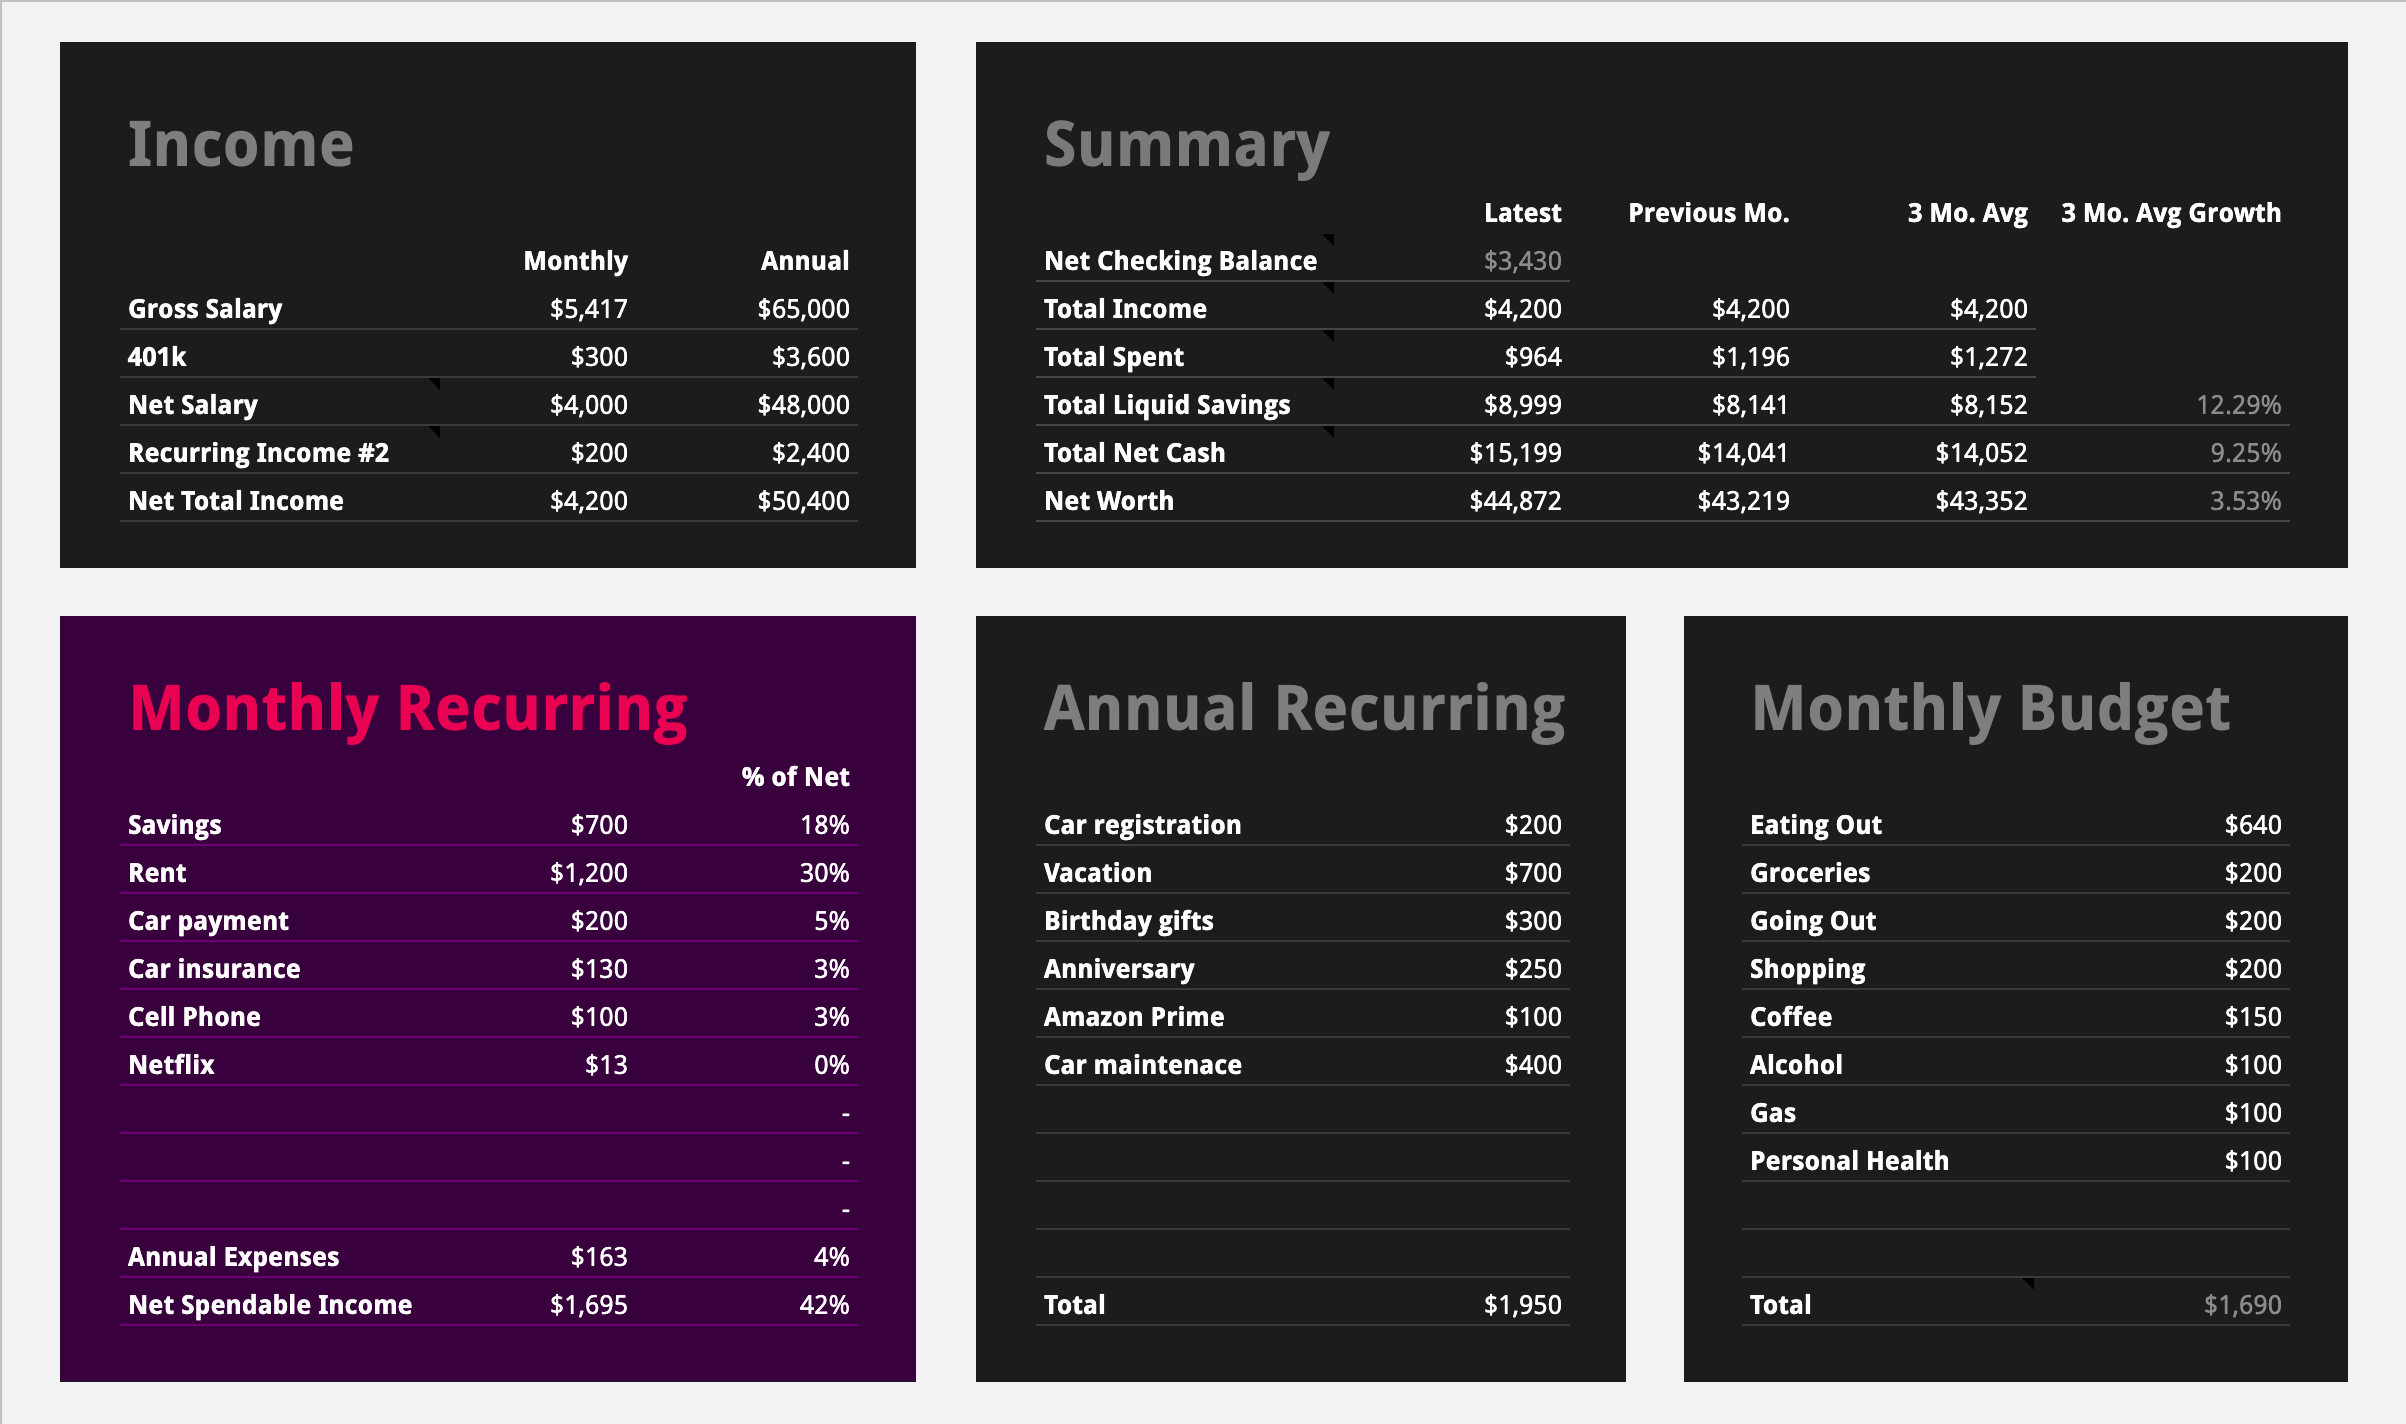 Income
Monthly Annual
Gross Salary $5,417 $65,000
401k $300 $3,600
Net Salary $4,000 $48,000
Recurring Income #2 $200 $2,400
Net Total Income $4,200 $50,400
Summary
Latest Previous Mo. 3 Mo. Avg 3 Mo. Avg Growth
Net Checking Balance $3,430
Total Income $4,200 $4,200 $4,200
Total Spent $964 $1,196 $1,272
Total Liquid Savings $8,999 $8,141 $8,152 12.29%
Total Net Cash $15,199 $14,041 $14,052 9.25%
Net Worth $44,872 $43,219 $43,352 3.53%
Monthly Recurring
% of Net
Savings $700 18%
Rent $1,200 30%
Car payment $200 5%
Car insurance $130 3%
Cell Phone $100 3%
Netflix $13 0%
-
-
-
Annual Expenses $163 4%
Net Spendable Income $1,695 42%
Annual Recurring
Car registration $200
Vacation $700
Birthday gifts $300
Anniversary $250
Amazon Prime $100
Car maintenace $400
Total $1,950
Monthly Budget
Eating Out $640
Groceries $200
Going Out $200
Shopping $200
Coffee $150
Alcohol $100
Gas $100
Personal Health $100
Total $1,690